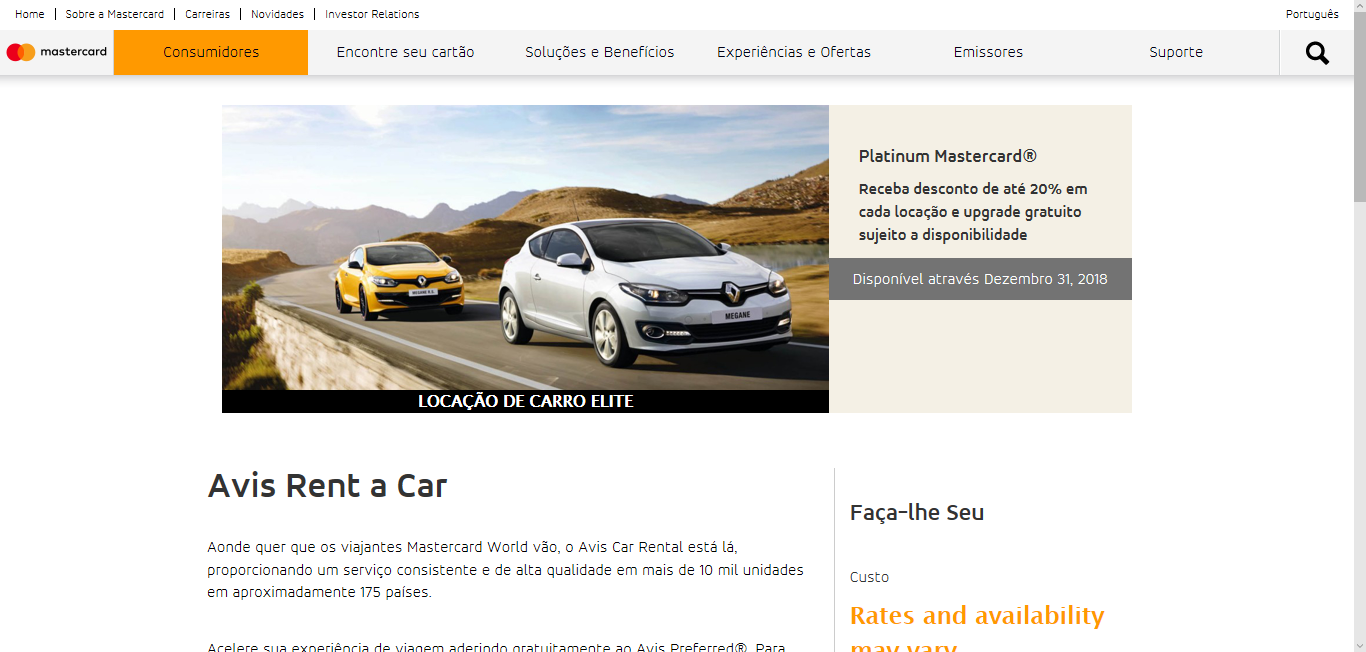 Home
Sobre a Mastercard
Carreiras
Novidades
Investor Relations
Português
mastercard
Consumidores
Encontre seu cartão
Soluções e Benefícios
Experiências e Ofertas
Emissores
Suporte
MEGANE R.S.
MEGANE
LOCAÇÃO DE CARRO ELITE
Platinum Mastercard®
Receba desconto de até 20% em
cada locação e upgrade gratuito
sujeito a disponibilidade
Disponível através Dezembro 31, 2018
Avis Rent a Car
Aonde quer que os viajantes Mastercard World vão, o Avis Car Rental está lá,
proporcionando um serviço consistente e de alta qualidade em mais de 10 mil unidades
em aproximadamente 175 países.
Acelere sua experiência de viagem aderindo gratuitamente ao Avis Preferred®. Para
Faça-lhe Seu
Custo
Rates and availability
may vary